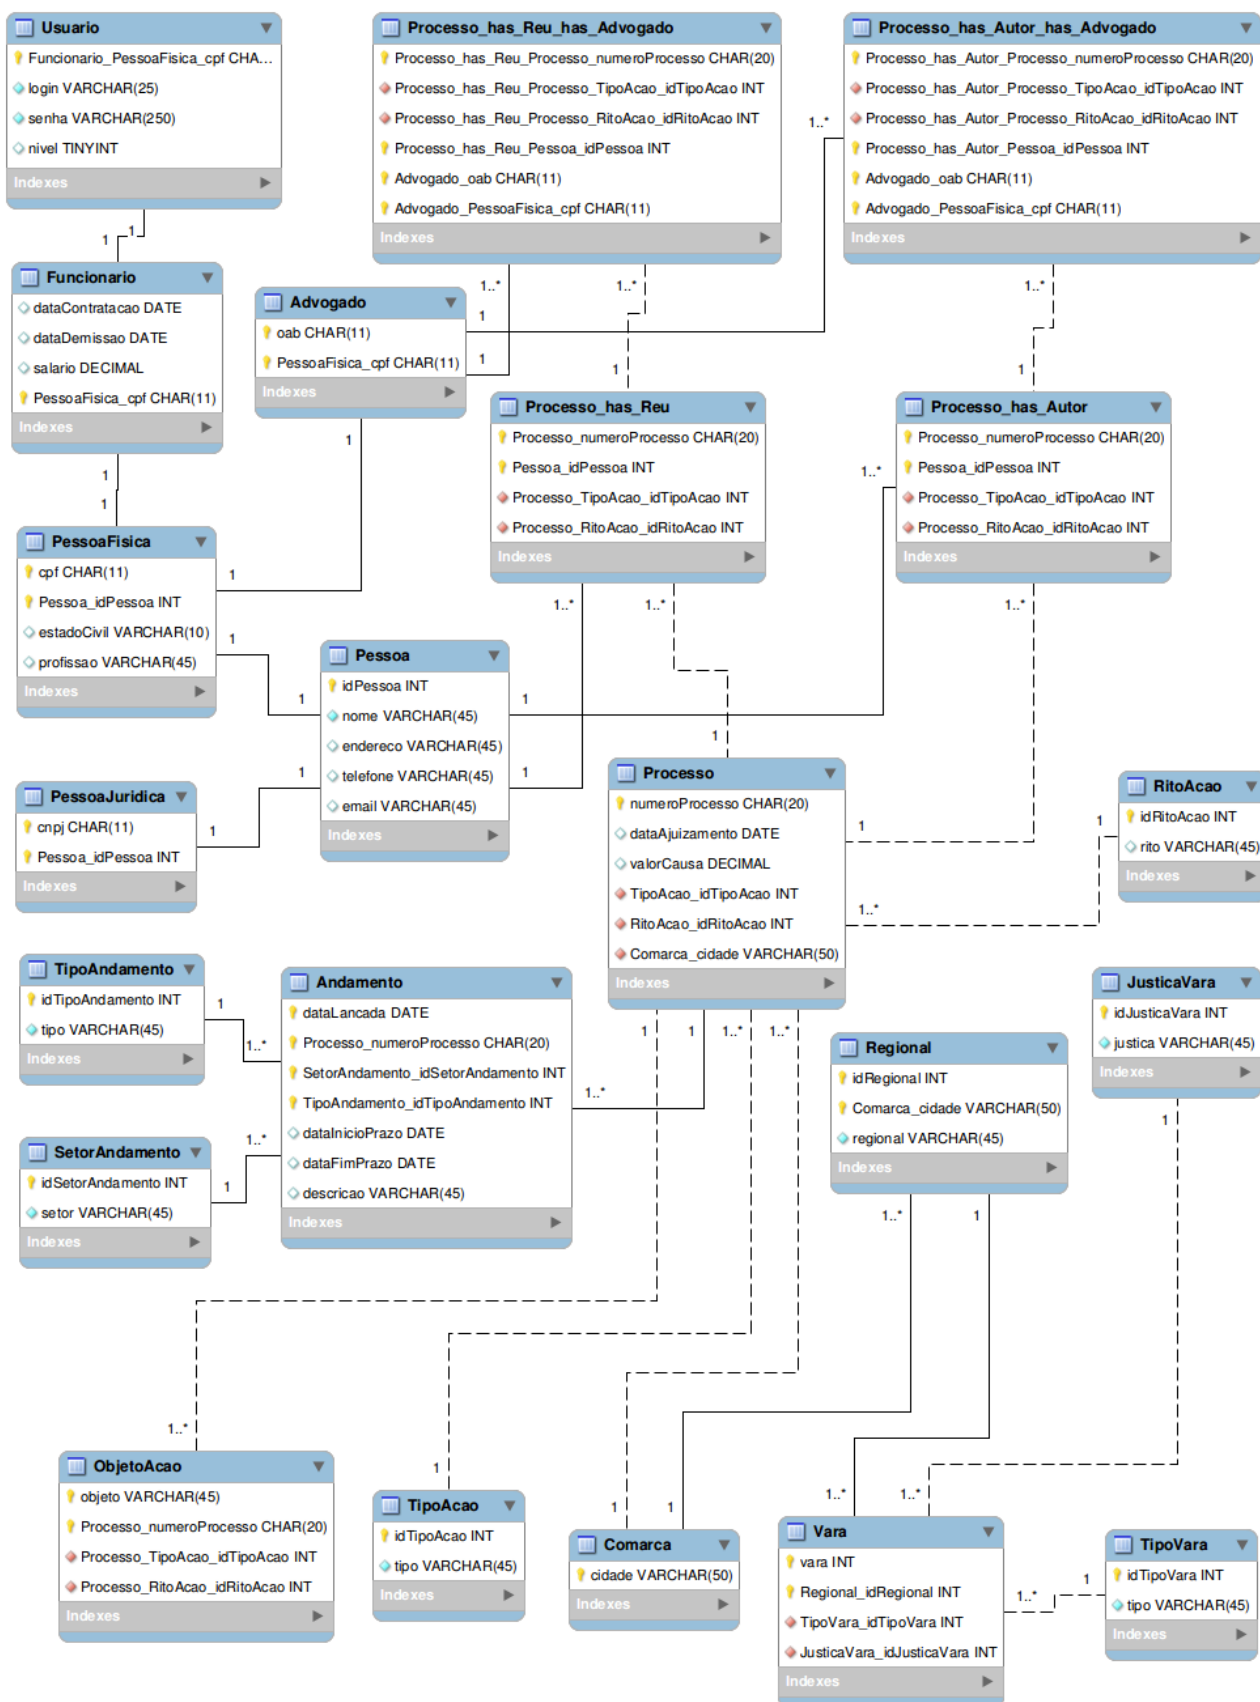 Usuario
Funcionario_PessoaFisica_cpf CHA...
login VARCHAR(25)
senha VARCHAR(250)
nivel TINYINT
Indexes
Processo_has_Reu_has_Advogado
Processo_has_Reu_Processo_numeroProcesso CHAR(20)
Processo_has_Reu_Processo_TipoAcao_idTipoAcao INT
Processo_has_Reu_Processo_RitoAcao_idRitoAcao INT
Processo_has_Reu_Pessoa_idPessoa INT
Advogado_oab CHAR(11)
Advogado_PessoaFisica_cpf CHAR(11)
Indexes
Processo_has_Autor_has_Advogado
Processo_has_Autor_Processo_numeroProcesso CHAR(20)
Processo_has_Autor_Processo_TipoAcao_idTipoAcao INT
Processo_has_Autor_Processo_RitoAcao_idRitoAcao INT
Processo_has_Autor_Pessoa_idPessoa INT
Advogado_oab CHAR(11)
Advogado_PessoaFisica_cpf CHAR(11)
Indexes
1..*
1
1
1..*
1..*
1..*
Funcionario
dataContratacao DATE
dataDemissao DATE
salario DECIMAL
PessoaFisica_cpf CHAR(11)
Indexes
Advogado
oab CHAR(11)
PessoaFisica_cpf CHAR(11)
Indexes
1
1
1
1
1
Processo_has_Reu
Processo_numeroProcesso CHAR(20)
Pessoa_idPessoa INT
Processo_TipoAcao_idTipoAcao INT
Processo_RitoAcao_idRitoAcao INT
Indexes
Processo_has_Autor
Processo_numeroProcesso CHAR(20)
Pessoa_idPessoa INT
Processo_TipoAcao_idTipoAcao INT
Processo_RitoAcao_idRitoAcao INT
Indexes
1..*
1
1
PessoaFisica
cpf CHAR(11)
Pessoa_idPessoa INT
estadoCivil VARCHAR(10)
profissao VARCHAR(45)
Indexes
1
1
1..*
1..*
1..*
Pessoa
idPessoa INT
nome VARCHAR(45)
endereco VARCHAR(45)
telefone VARCHAR(45)
email VARCHAR(45)
Indexes
1
1
1
1
1
1
PessoaJuridica
cnpj CHAR(11)
Pessoa_idPessoa INT
Indexes
Processo
numeroProcesso CHAR(20)
dataAjuizamento DATE
valorCausa DECIMAL
TipoAcao_idTipoAcao INT
RitoAcao_idRitoAcao INT
Comarca_cidade VARCHAR(50)
Indexes
1
1
1..*
RitoAcao
idRitoAcao INT
rito VARCHAR(45)
Indexes
TipoAndamento
idTipoAndamento INT
tipo VARCHAR(45)
Indexes
1
1..*
Andamento
dataLancada DATE
Processo_numeroProcesso CHAR(20)
SetorAndamento_idSetorAndamento INT
TipoAndamento_idTipoAndamento INT
dataInicioPrazo DATE
dataFimPrazo DATE
descricao VARCHAR(45)
Indexes
1
1
1..*
1..*
1..*
JusticaVara
idJusticaVara INT
justica VARCHAR(45)
Indexes
1
Regional
idRegional INT
Comarca_cidade VARCHAR(50)
regional VARCHAR(45)
Indexes
1..*
1
SetorAndamento
idSetorAndamento INT
setor VARCHAR(45)
Indexes
1
1..*
1..*
1
1
1
1..*
1..*
ObjetoAcao
objeto VARCHAR(45)
Processo_numeroProcesso CHAR(20)
Processo_TipoAcao_idTipoAcao INT
Processo_RitoAcao_idRitoAcao INT
Indexes
TipoAcao
idTipoAcao INT
tipo VARCHAR(45)
Indexes
Comarca
cidade VARCHAR(50)
Indexes
Vara
vara INT
Regional_idRegional INT
TipoVara_idTipoVara INT
JusticaVara_idJusticaVara INT
Indexes
1..*
1
TipoVara
idTipoVara INT
tipo VARCHAR(45)
Indexes